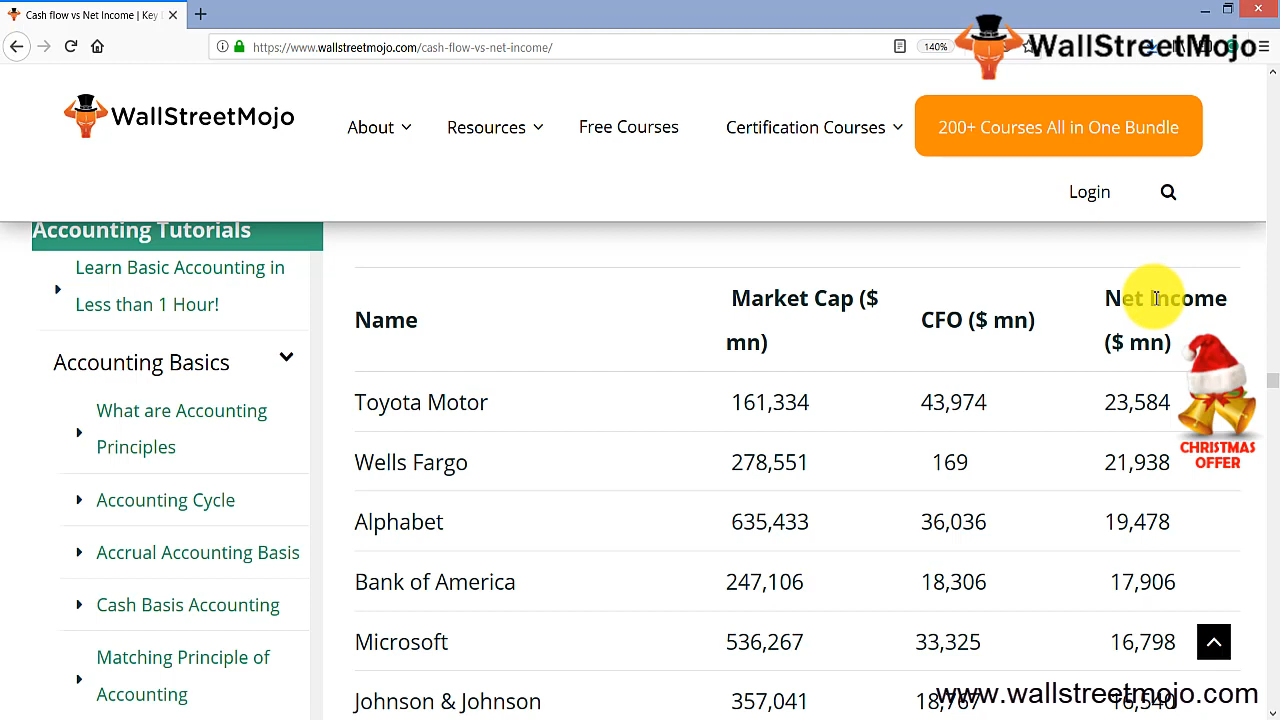 Cash flow vs Net Income | Key
https://www.wallstreetmojo.com/cash-flow-vs-net-income/
140%
WallStreetMojo
WallStreetMojo
About
Resources
Free Courses
Certification Courses
200+ Courses All in One Bundle
Login
Accounting Tutorials
Learn Basic Accounting in
Less than 1 Hour!
Accounting Basics
What are Accounting
Principles
Accounting Cycle
Accrual Accounting Basis
Cash Basis Accounting
Matching Principle of
Accounting
Name Market Cap ($ mn) CFO ($ mn) Net Income ($ mn)
Toyota Motor 161,334 43,974 23,584
Wells Fargo 278,551 169 21,938
Alphabet 635,433 36,036 19,478
Bank of America 247,106 18,306 17,906
Microsoft 536,267 33,325 16,798
Johnson & Johnson 357,041 18,767 16,540
CHRISTMAS
OFFER
www.wallstreetmojo.com